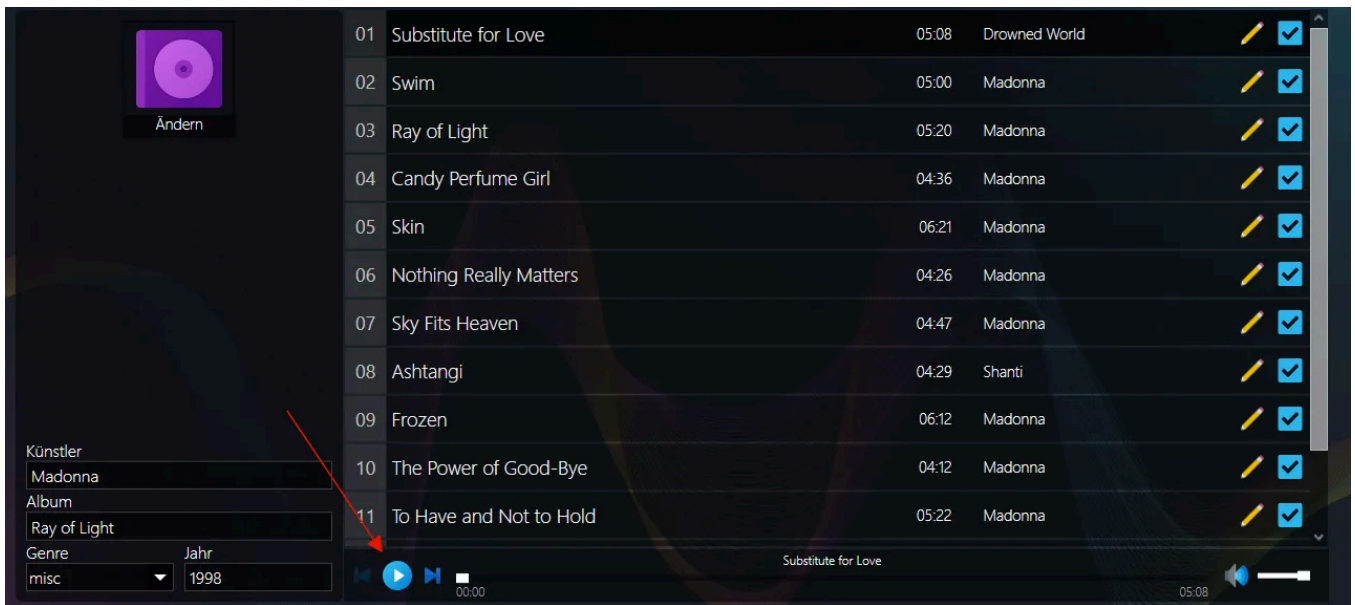 Ändern
Künstler
Madonna
Album
Ray of Light
Genre Jahr
misc 1998
01 Substitute for Love 05:08 Drowned World
02 Swim 05:00 Madonna
03 Ray of Light 05:20 Madonna
04 Candy Perfume Girl 04:36 Madonna
05 Skin 06:21 Madonna
06 Nothing Really Matters 04:26 Madonna
07 Sky Fits Heaven 04:47 Madonna
08 Ashtangi 04:29 Shanti
09 Frozen 06:12 Madonna
10 The Power of Good-Bye 04:12 Madonna
11 To Have and Not to Hold 05:22 Madonna
Substitute for Love
00:00 05:08